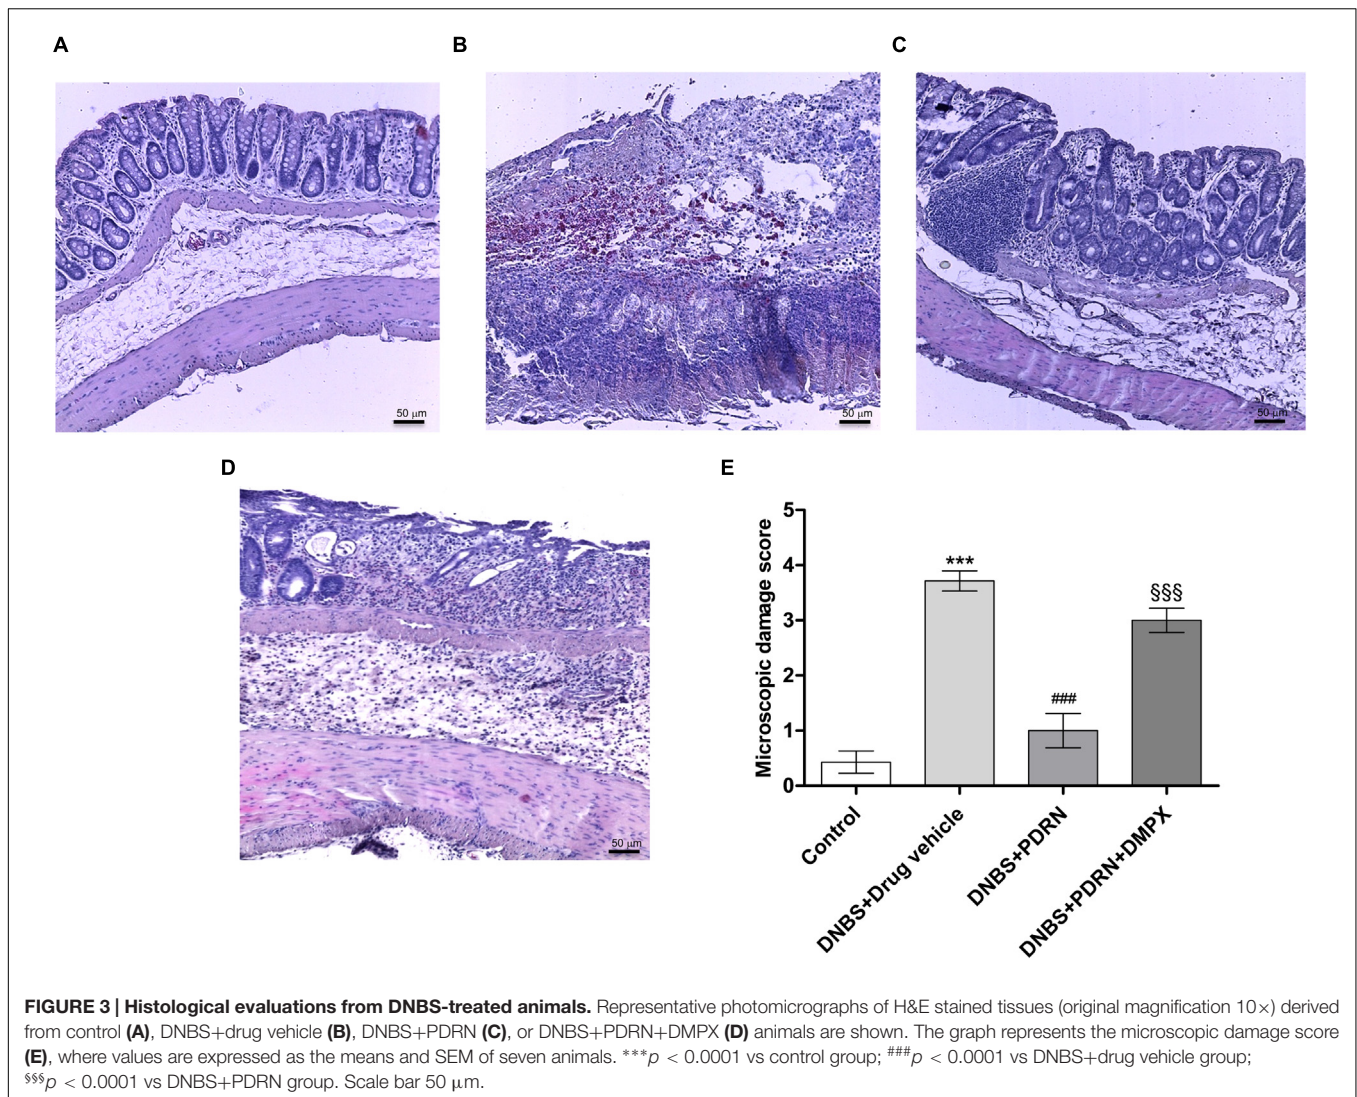 A
B
C
50 μm
50 μm
50 μm
D
E
50 μm
Microscopic damage score
5
4
3
2
1
0
***
###
§§§
Control
DNBS+Drug vehicle
DNBS+PDRN
DNBS+PDRN+DMPX
FIGURE 3 | Histological evaluations from DNBS-treated animals. Representative photomicrographs of H&E stained tissues (original magnification 10×) derived
from control (A), DNBS+drug vehicle (B), DNBS+PDRN (C), or DNBS+PDRN+DMPX (D) animals are shown. The graph represents the microscopic damage score
(E), where values are expressed as the means and SEM of seven animals. ***p < 0.0001 vs control group; ###p < 0.0001 vs DNBS+drug vehicle group;
§§§p < 0.0001 vs DNBS+PDRN group. Scale bar 50 μm.